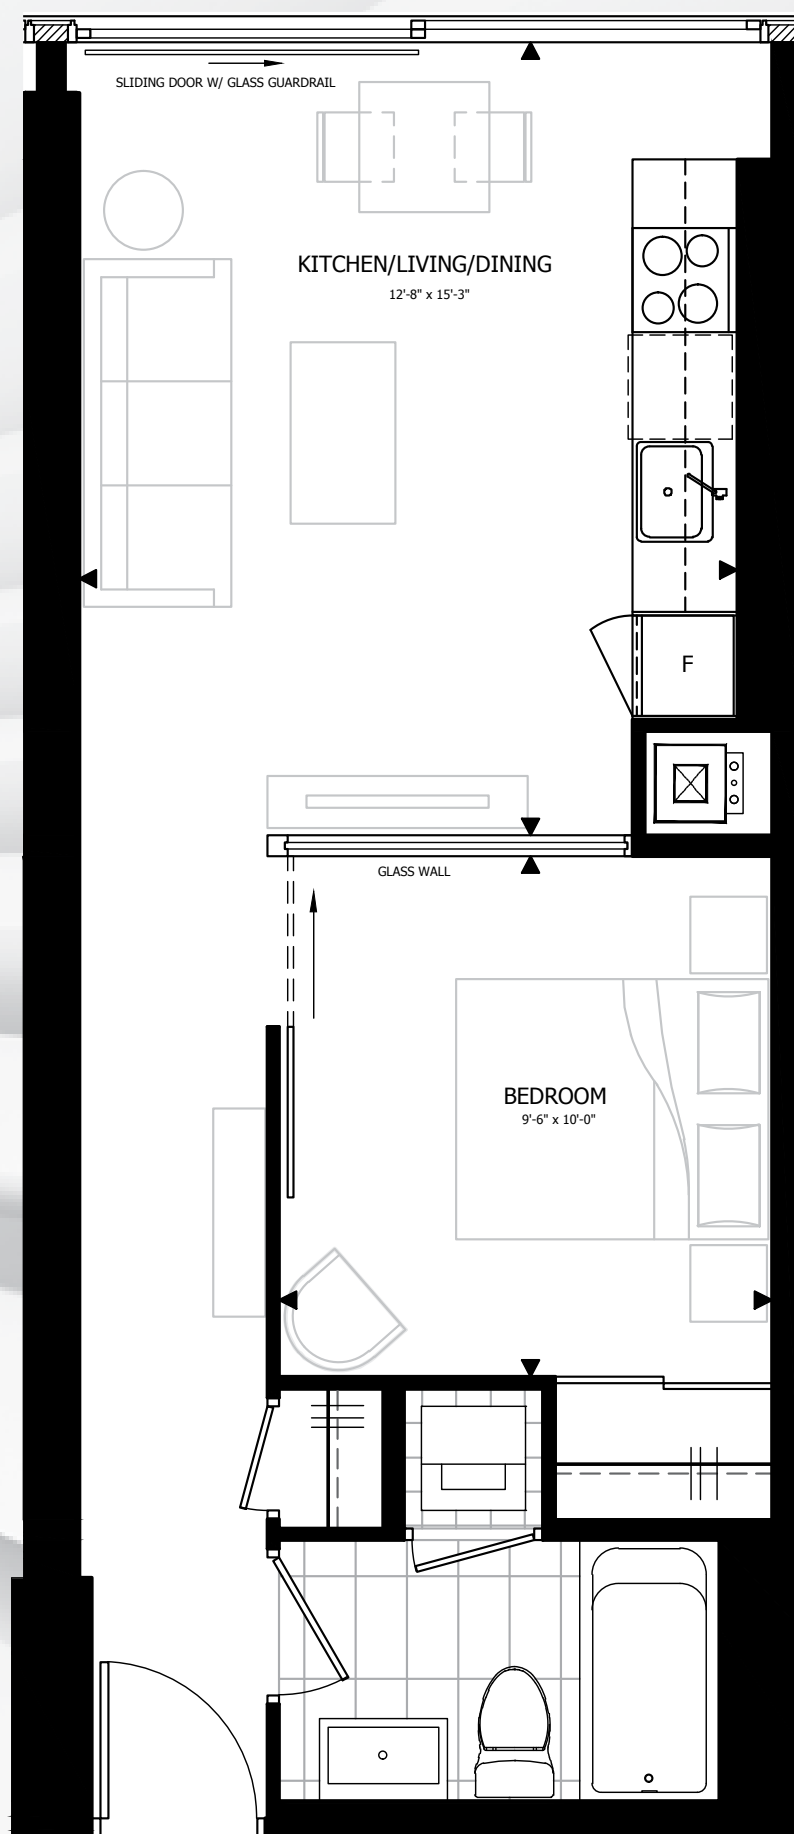 SLIDING DOOR W/ GLASS GUARDRAIL
KITCHEN/LIVING/DINING
12'-8" x 15'-3"
F
GLASS WALL
BEDROOM
9'-6" x 10'-0"